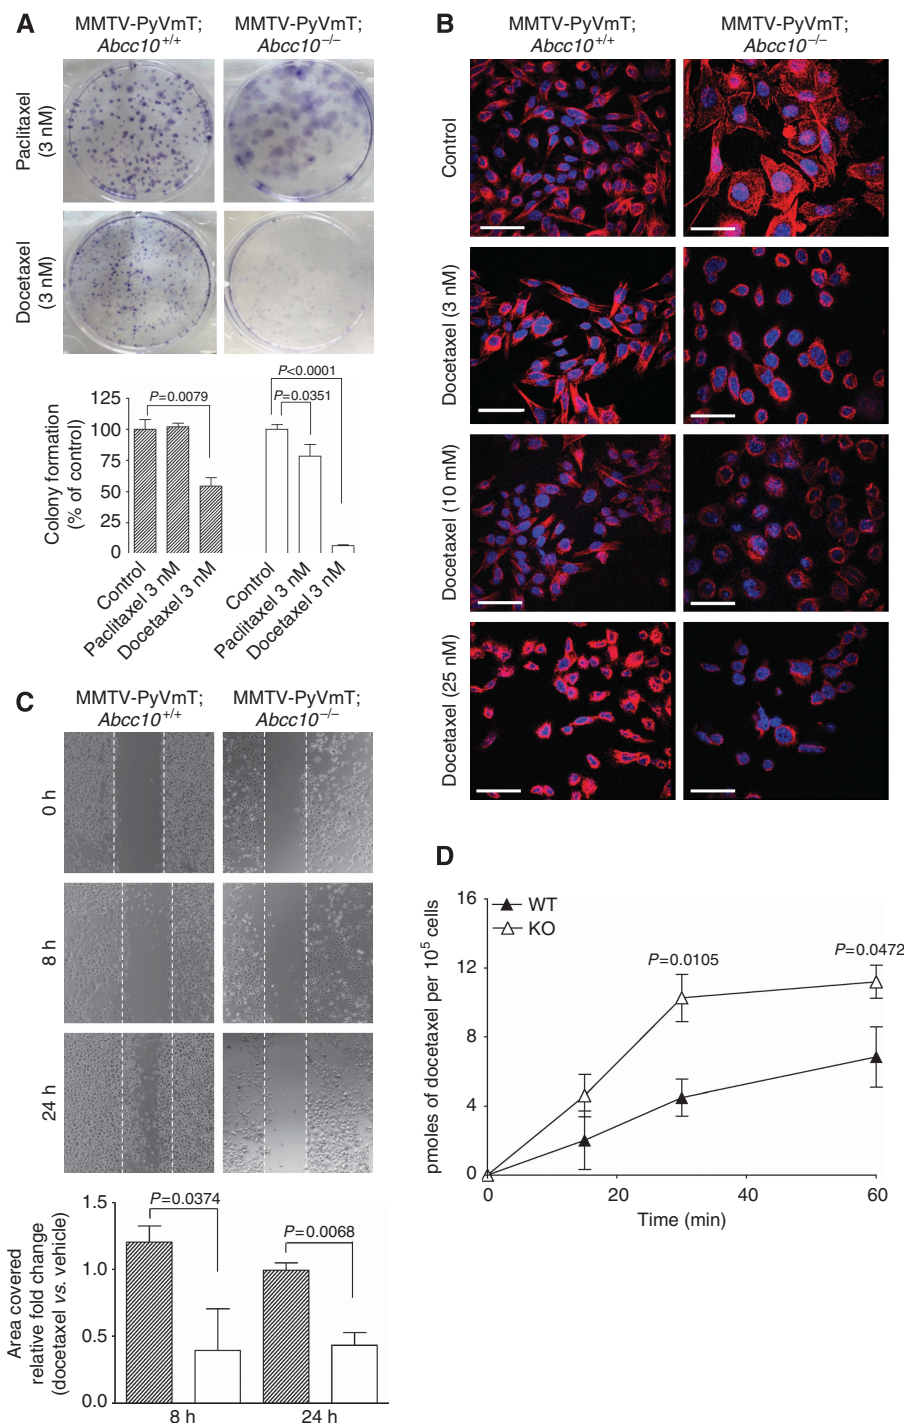 A
MMTV-PyVmT;
Abcc10+/+
MMTV-PyVmT;
Abcc10–/–
Paclitaxel
(3 nM)
Docetaxel
(3 nM)
Colony formation
(% of control)
125
100
75
50
25
0
P=0.0079
P<0.0001
P=0.0351
Control
Paclitaxel 3 nM
Docetaxel 3 nM
Control
Paclitaxel 3 nM
Docetaxel 3 nM
B
MMTV-PyVmT;
Abcc10+/+
MMTV-PyVmT;
Abcc10–/–
Control
Docetaxel (3 nM)
Docetaxel (10 mM)
Docetaxel (25 nM)
C
MMTV-PyVmT;
Abcc10+/+
MMTV-PyVmT;
Abcc10–/–
0 h
8 h
24 h
Area covered
relative fold change
(docetaxel vs. vehicle)
1.5
1.0
0.5
0.0
P=0.0374
P=0.0068
8 h
24 h
D
pmoles of docetaxel per 10⁵ cells
16
12
8
4
0
WT
KO
P=0.0105
P=0.0472
0
20
40
60
Time (min)